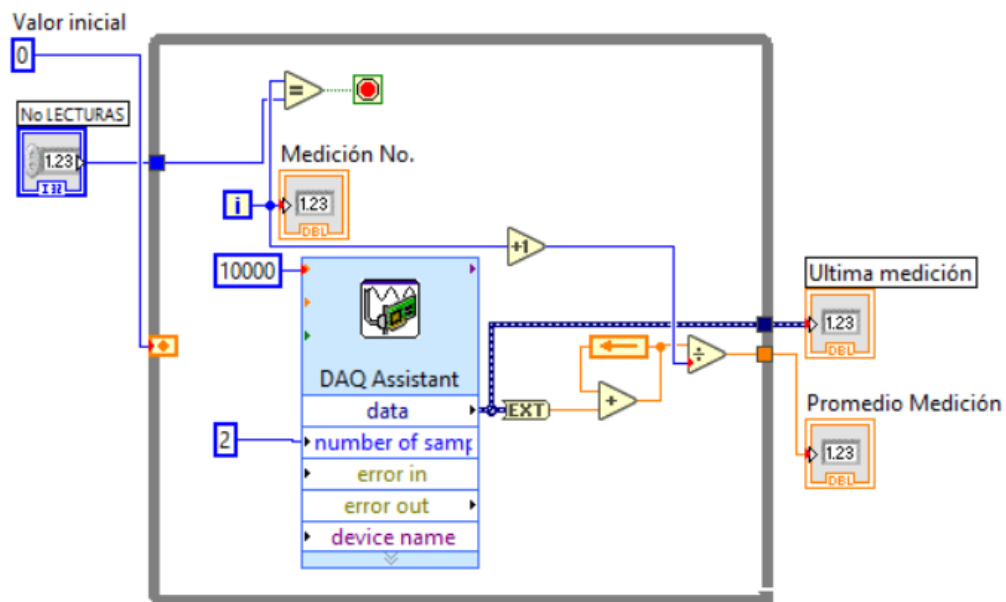 Valor inicial
0
No LECTURAS
1.23
I32
=
Medición No.
i
1.23
DBL
+1
10000
DAQ Assistant
data
EXT
+
÷
2
number of samp
error in
error out
device name
Ultima medición
1.23
DBL
Promedio Medición
1.23
DBL